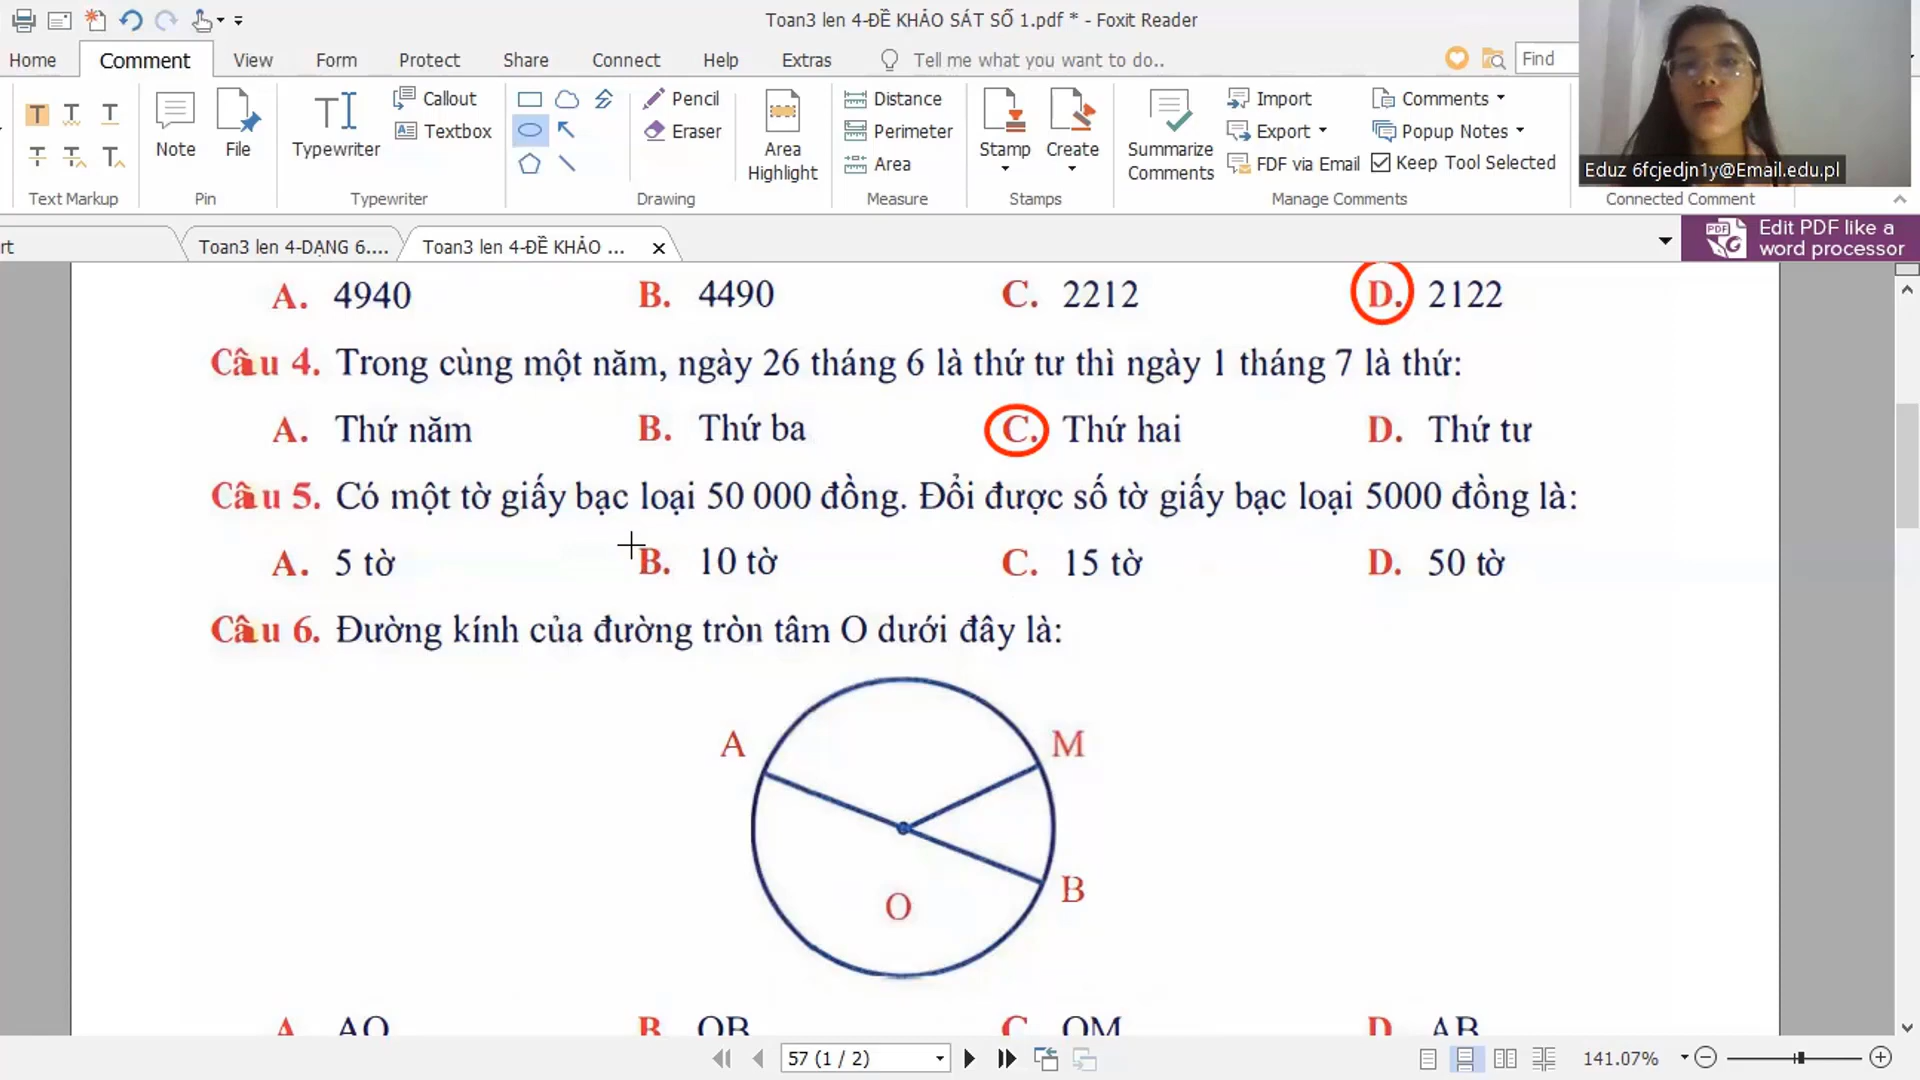 Toan3 len 4-ĐỀ KHẢO SÁT SỐ 1.pdf * - Foxit Reader
Home Comment View Form Protect Share Connect Help Extras Tell me what you want to do.. Find
Note File Typewriter Callout Textbox Pencil Eraser Area Highlight Distance Perimeter Area Stamp Create Summarize Comments Import Export FDF via Email Comments Popup Notes Keep Tool Selected
Eduz 6fcjedjn1y@Email.edu.pl
Text Markup Pin Typewriter Drawing Measure Stamps Manage Comments Connected Comment
rt Toan3 len 4-DẠNG 6.... Toan3 len 4-ĐỀ KHẢO ... Edit PDF like a
word processor
A. 4940 B. 4490 C. 2212 D. 2122
Câu 4. Trong cùng một năm, ngày 26 tháng 6 là thứ tư thì ngày 1 tháng 7 là thứ:
A. Thứ năm B. Thứ ba C. Thứ hai D. Thứ tư
Câu 5. Có một tờ giấy bạc loại 50 000 đồng. Đổi được số tờ giấy bạc loại 5000 đồng là:
A. 5 tờ B. 10 tờ C. 15 tờ D. 50 tờ
Câu 6. Đường kính của đường tròn tâm O dưới đây là:
A M
O B
A AO B OB C OM D AB
57 (1 / 2) 141.07%